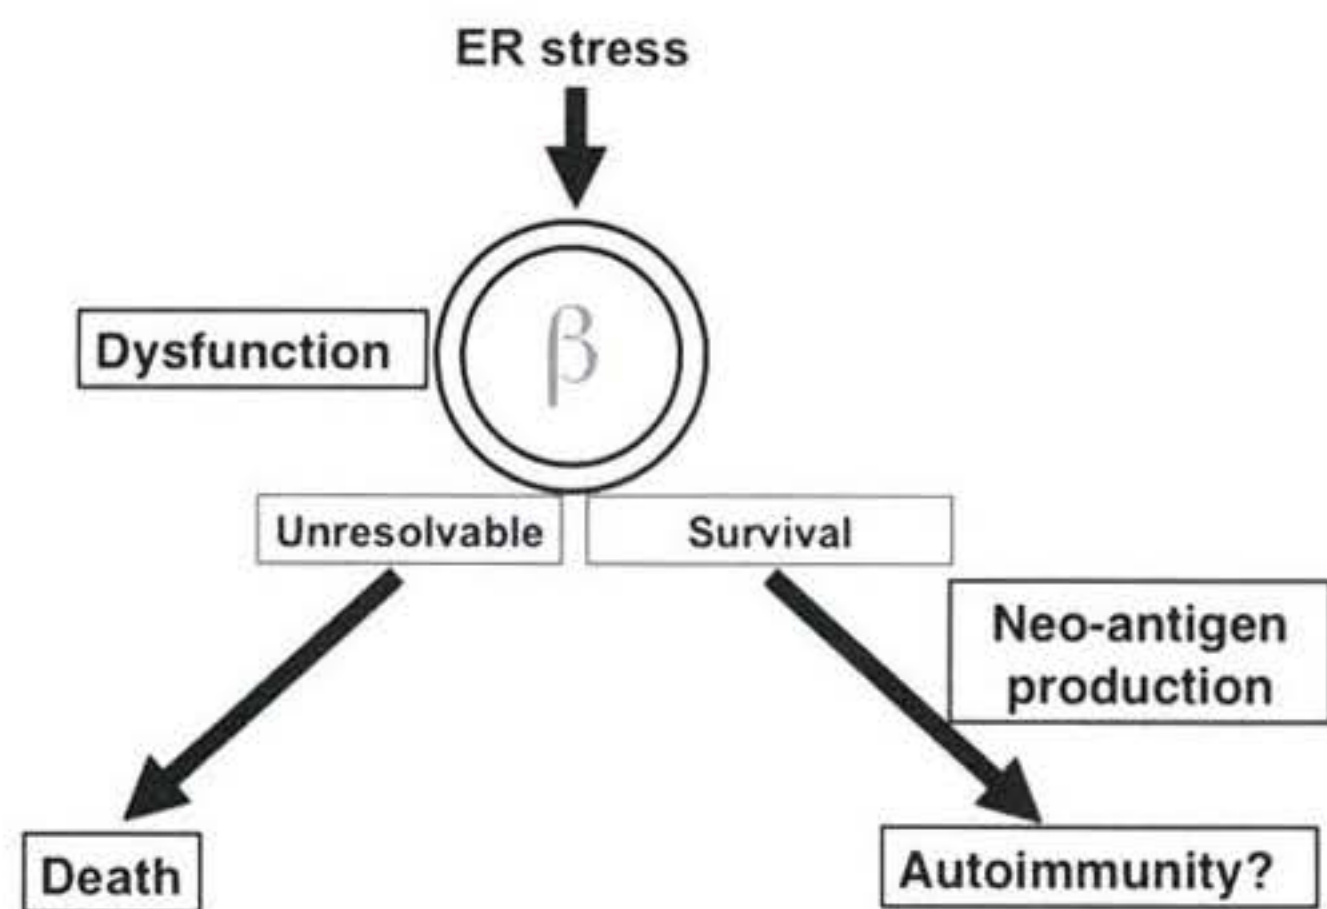 ER stress
Dysfunction
β
Unresolvable
Survival
Neo-antigen
production
Death
Autoimmunity?